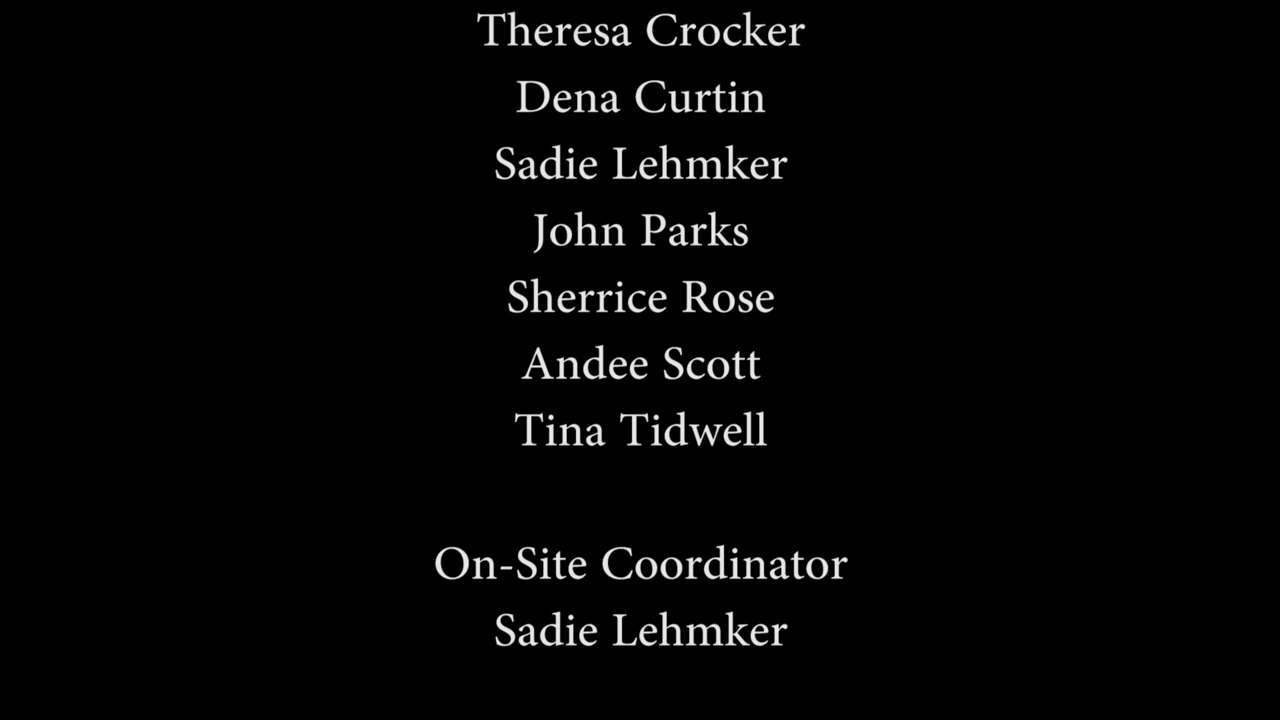 Theresa Crocker
Dena Curtin
Sadie Lehmker
John Parks
Sherrice Rose
Andee Scott
Tina Tidwell
On-Site Coordinator
Sadie Lehmker